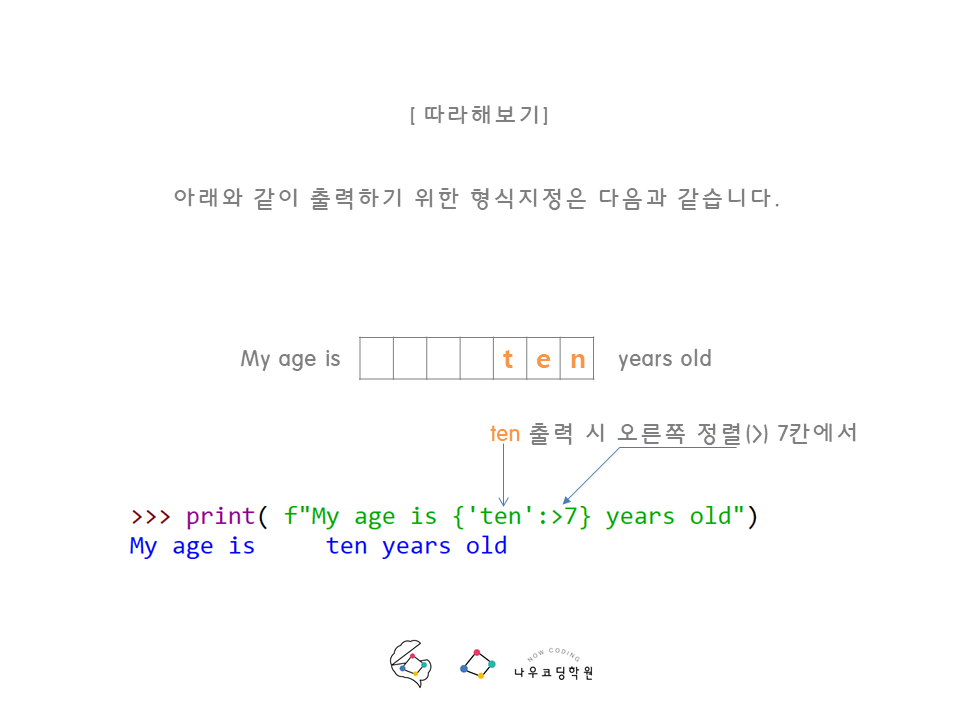 [ 따라해보기]
아래와 같이 출력하기 위한 형식지정은 다음과 같습니다.
My age is t e n years old
ten 출력 시 오른쪽 정렬(>) 7칸에서
>>> print( f"My age is {'ten':>7} years old")
My age is     ten years old
NOW CODING
나우코딩학원